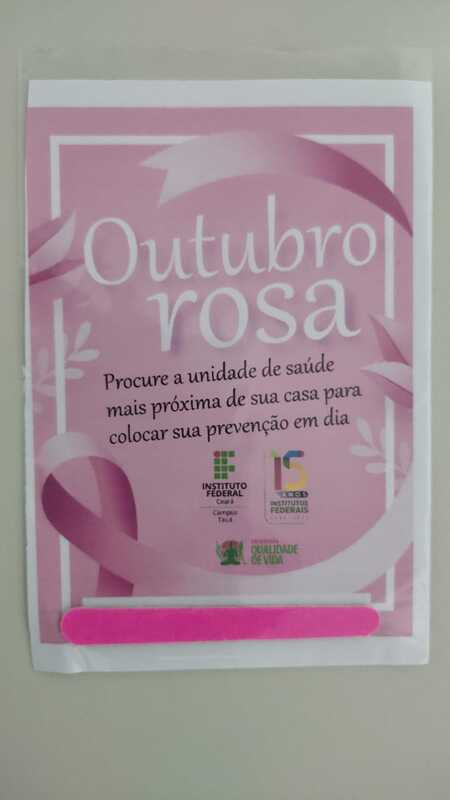 Outubro
rosa
Procure a unidade de saúde
mais próxima de sua casa para
colocar sua prevenção em dia
INSTITUTO
FEDERAL
Ceará
Campus
Tauá
15
ANOS
INSTITUTOS
FEDERAIS
QUALIDADE
DE VIDA